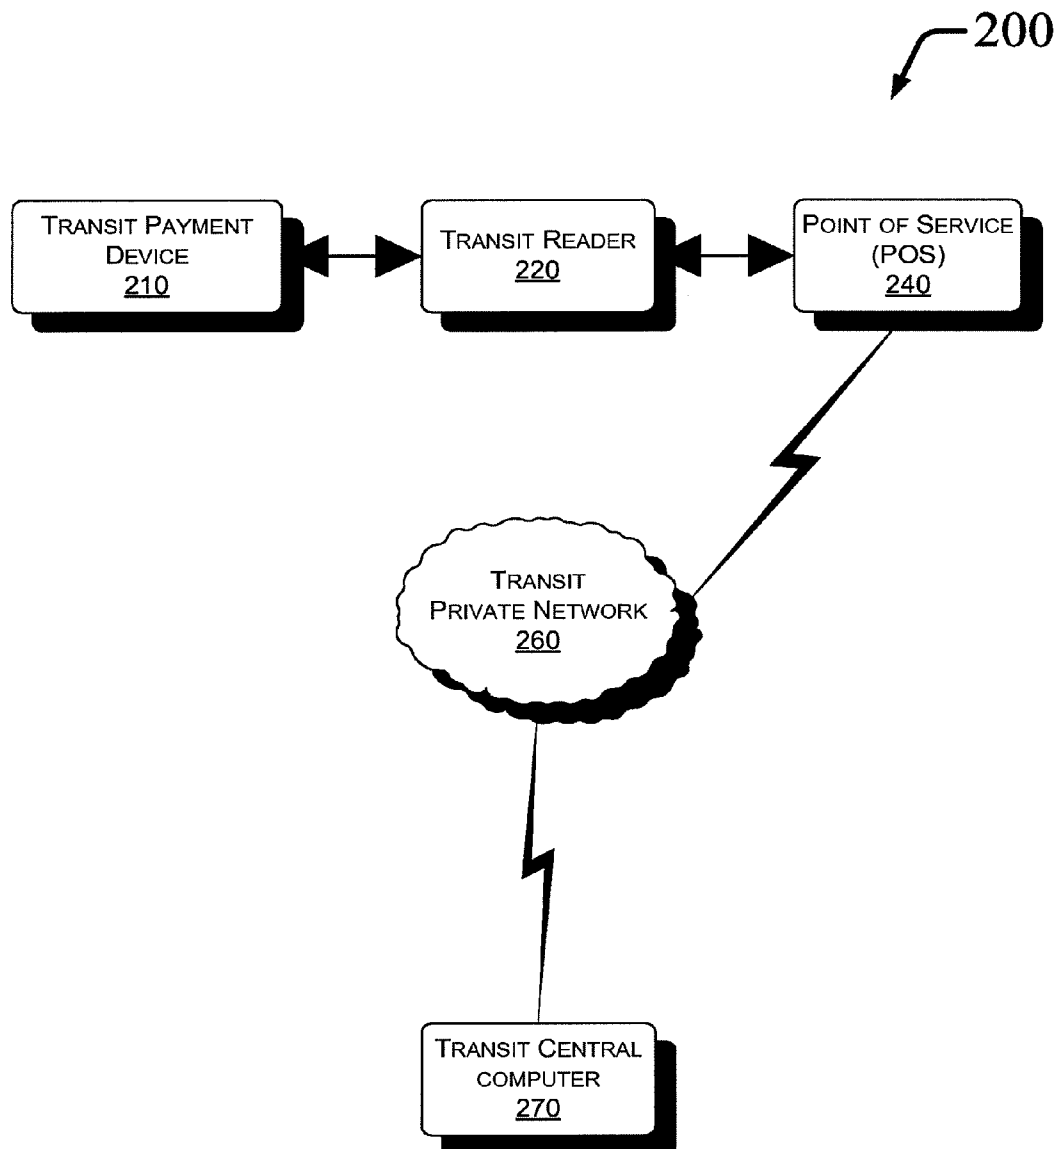 200
TRANSIT PAYMENT
DEVICE
210
TRANSIT READER
220
POINT OF SERVICE
(POS)
240
TRANSIT
PRIVATE NETWORK
260
TRANSIT CENTRAL
COMPUTER
270